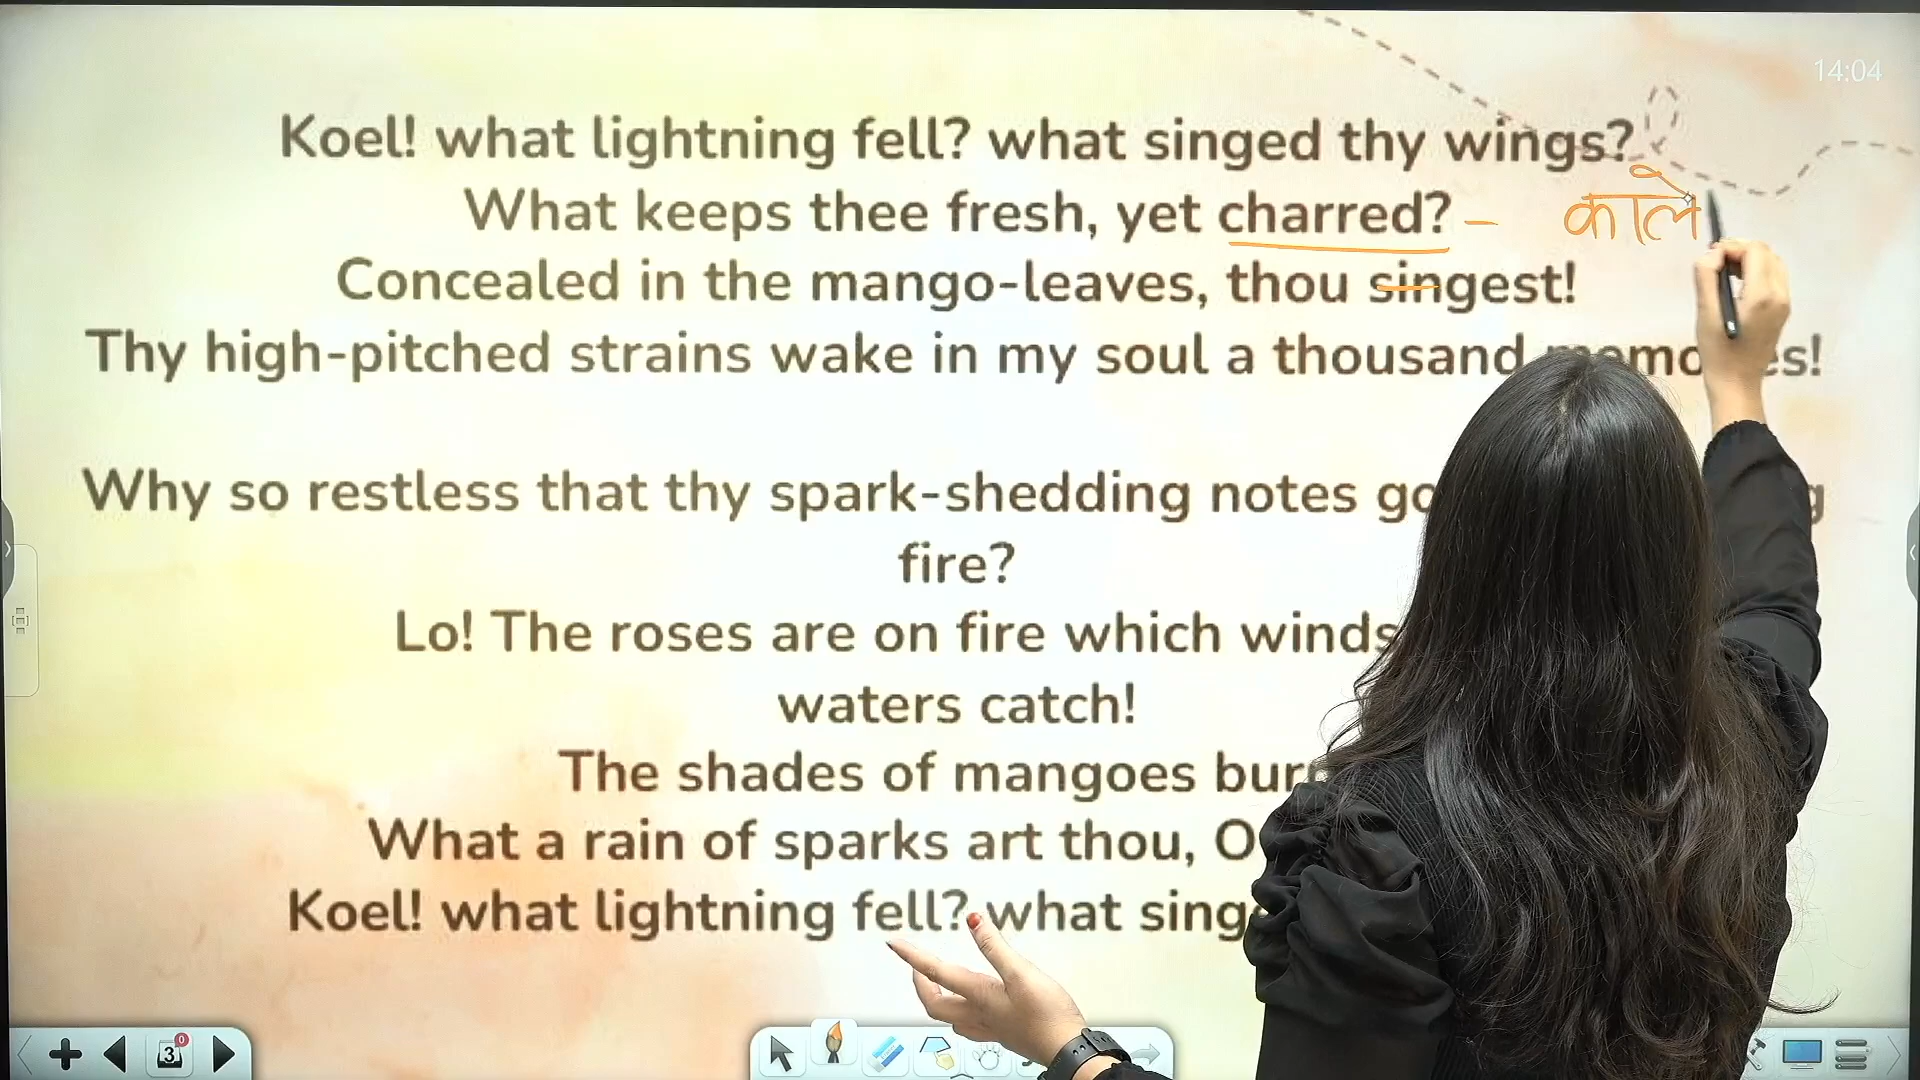 14:04
Koel! what lightning fell? what singed thy wings?
What keeps thee fresh, yet charred? - काले
Concealed in the mango-leaves, thou singest!
Thy high-pitched strains wake in my soul a thousand
Why so restless that thy spark-shedding notes
fire?
Lo! The roses are on fire which winds
waters catch!
The shades of mangoes
What a rain of sparks art thou,
Koel! what lightning fell? what
3
0